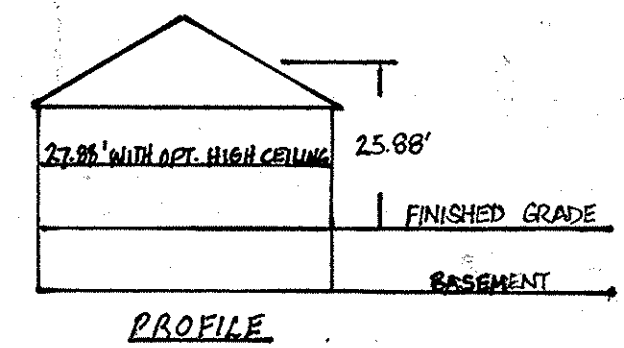 27.88' WITH OPT. HIGH CEILING
25.88'
FINISHED GRADE
BASEMENT
PROFILE